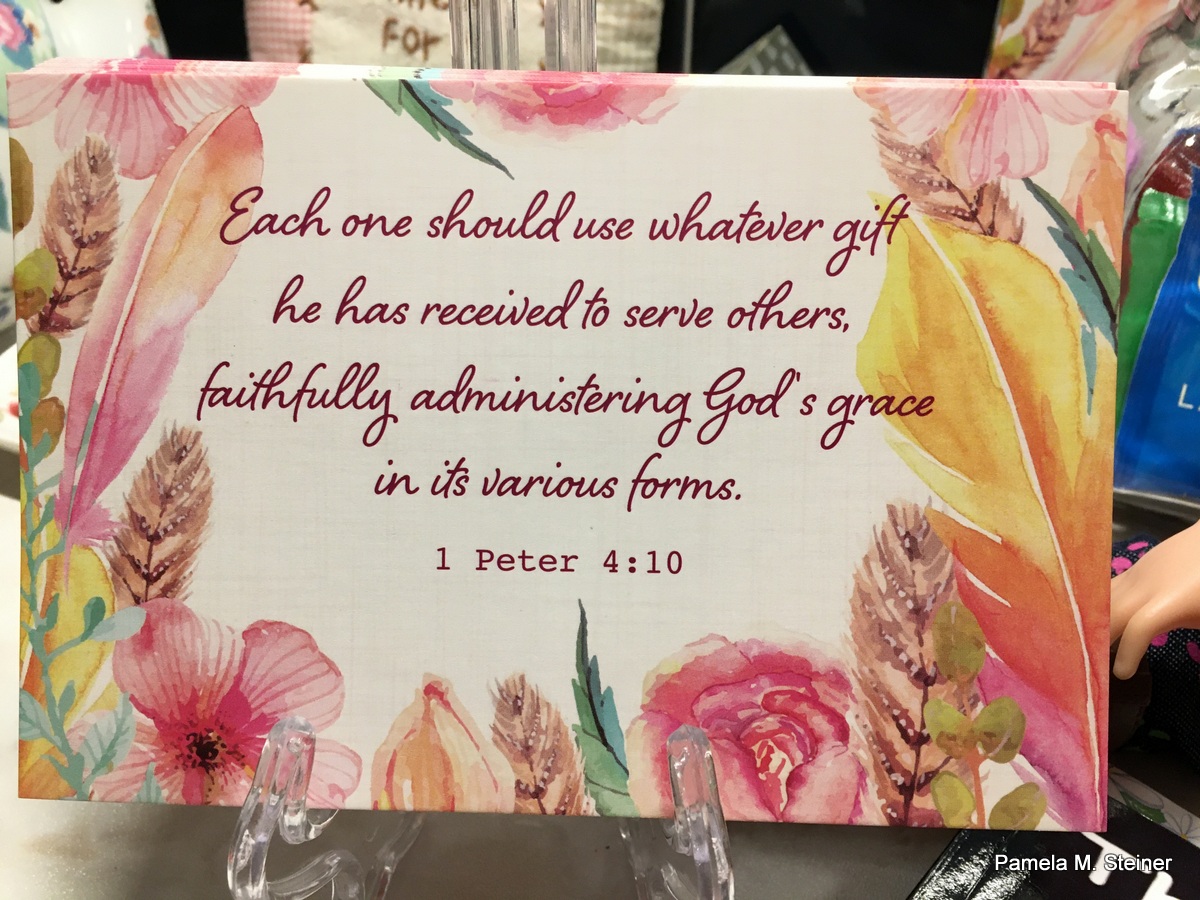 FOR
Each one should use whatever gift
he has received to serve others,
faithfully administering God's grace
in its various forms.
1 Peter 4:10
Pamela M. Steiner